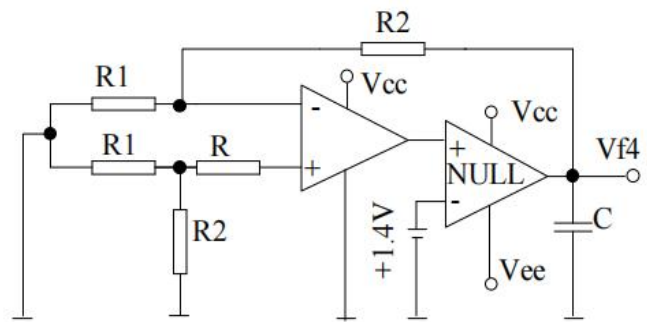 R2
R1
-
Vcc
Vcc
Vf4
R1
R
+
+
NULL
-
C
R2
+1.4V
Vee